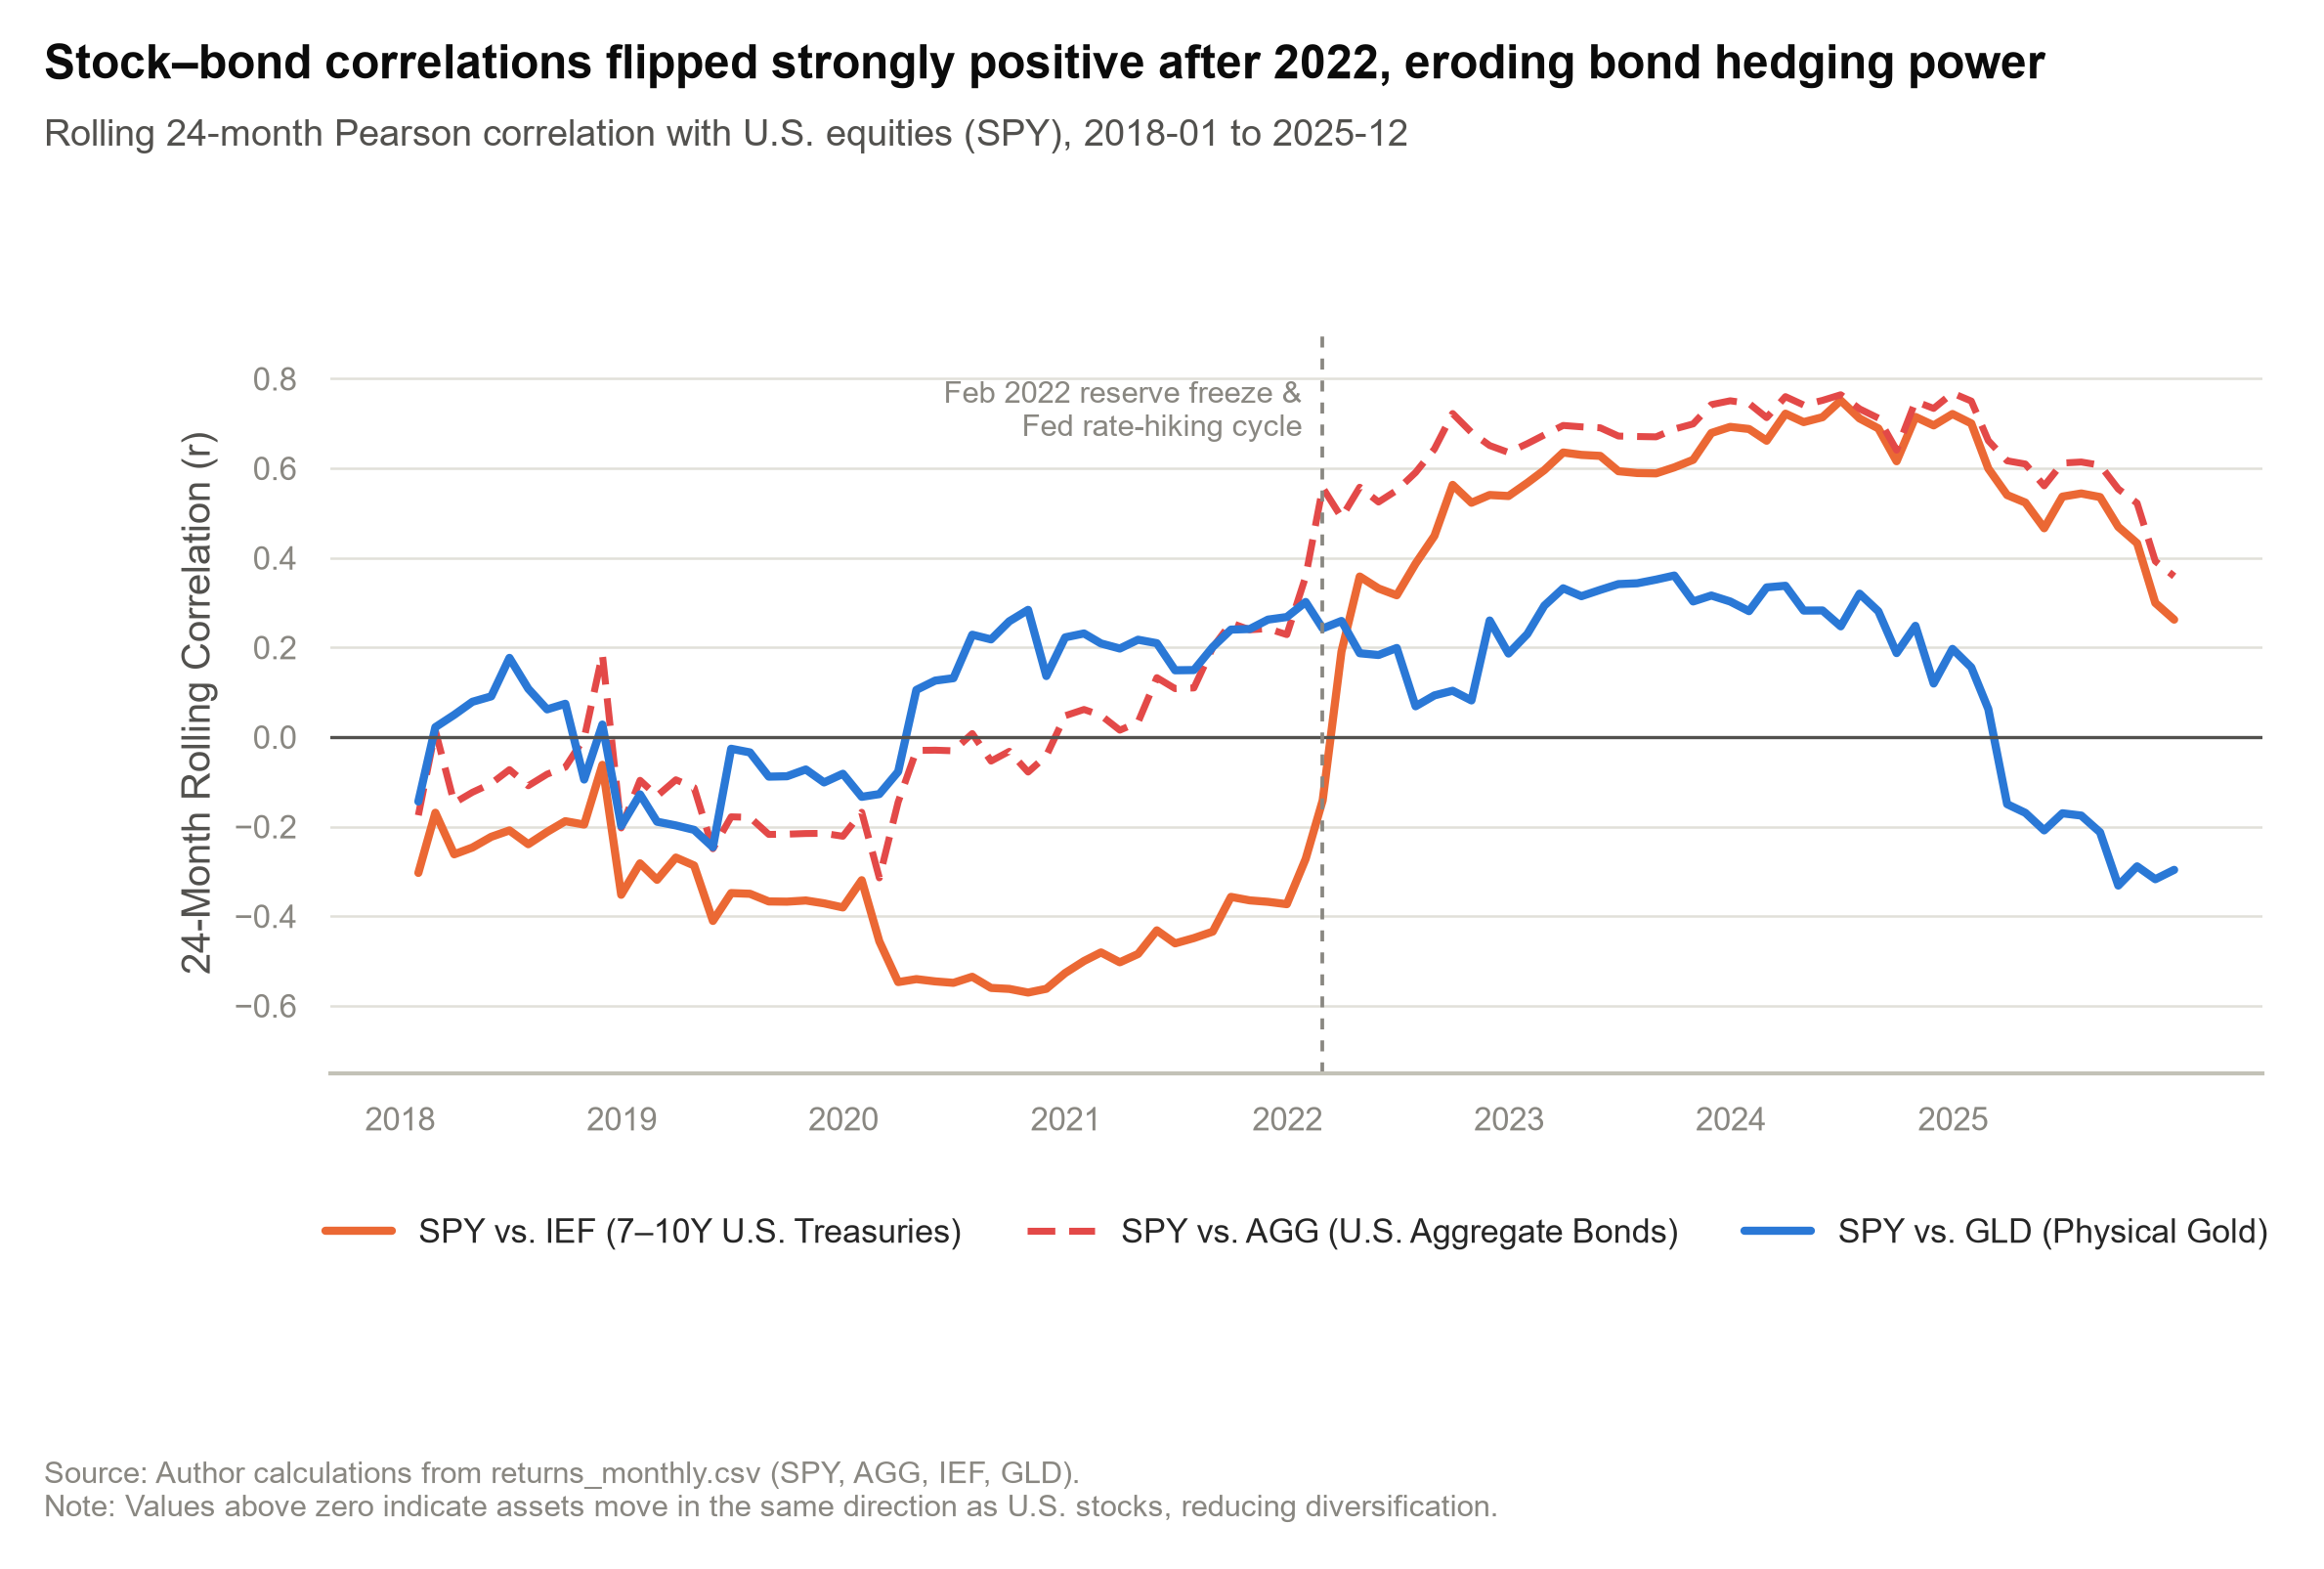 Stock–bond correlations flipped strongly positive after 2022, eroding bond hedging power
Rolling 24-month Pearson correlation with U.S. equities (SPY), 2018-01 to 2025-12
24-Month Rolling Correlation (r)
0.8
0.6
0.4
0.2
0.0
−0.2
−0.4
−0.6
Feb 2022 reserve freeze &
Fed rate-hiking cycle
2018 2019 2020 2021 2022 2023 2024 2025
SPY vs. IEF (7–10Y U.S. Treasuries) SPY vs. AGG (U.S. Aggregate Bonds) SPY vs. GLD (Physical Gold)
Source: Author calculations from returns_monthly.csv (SPY, AGG, IEF, GLD).
Note: Values above zero indicate assets move in the same direction as U.S. stocks, reducing diversification.